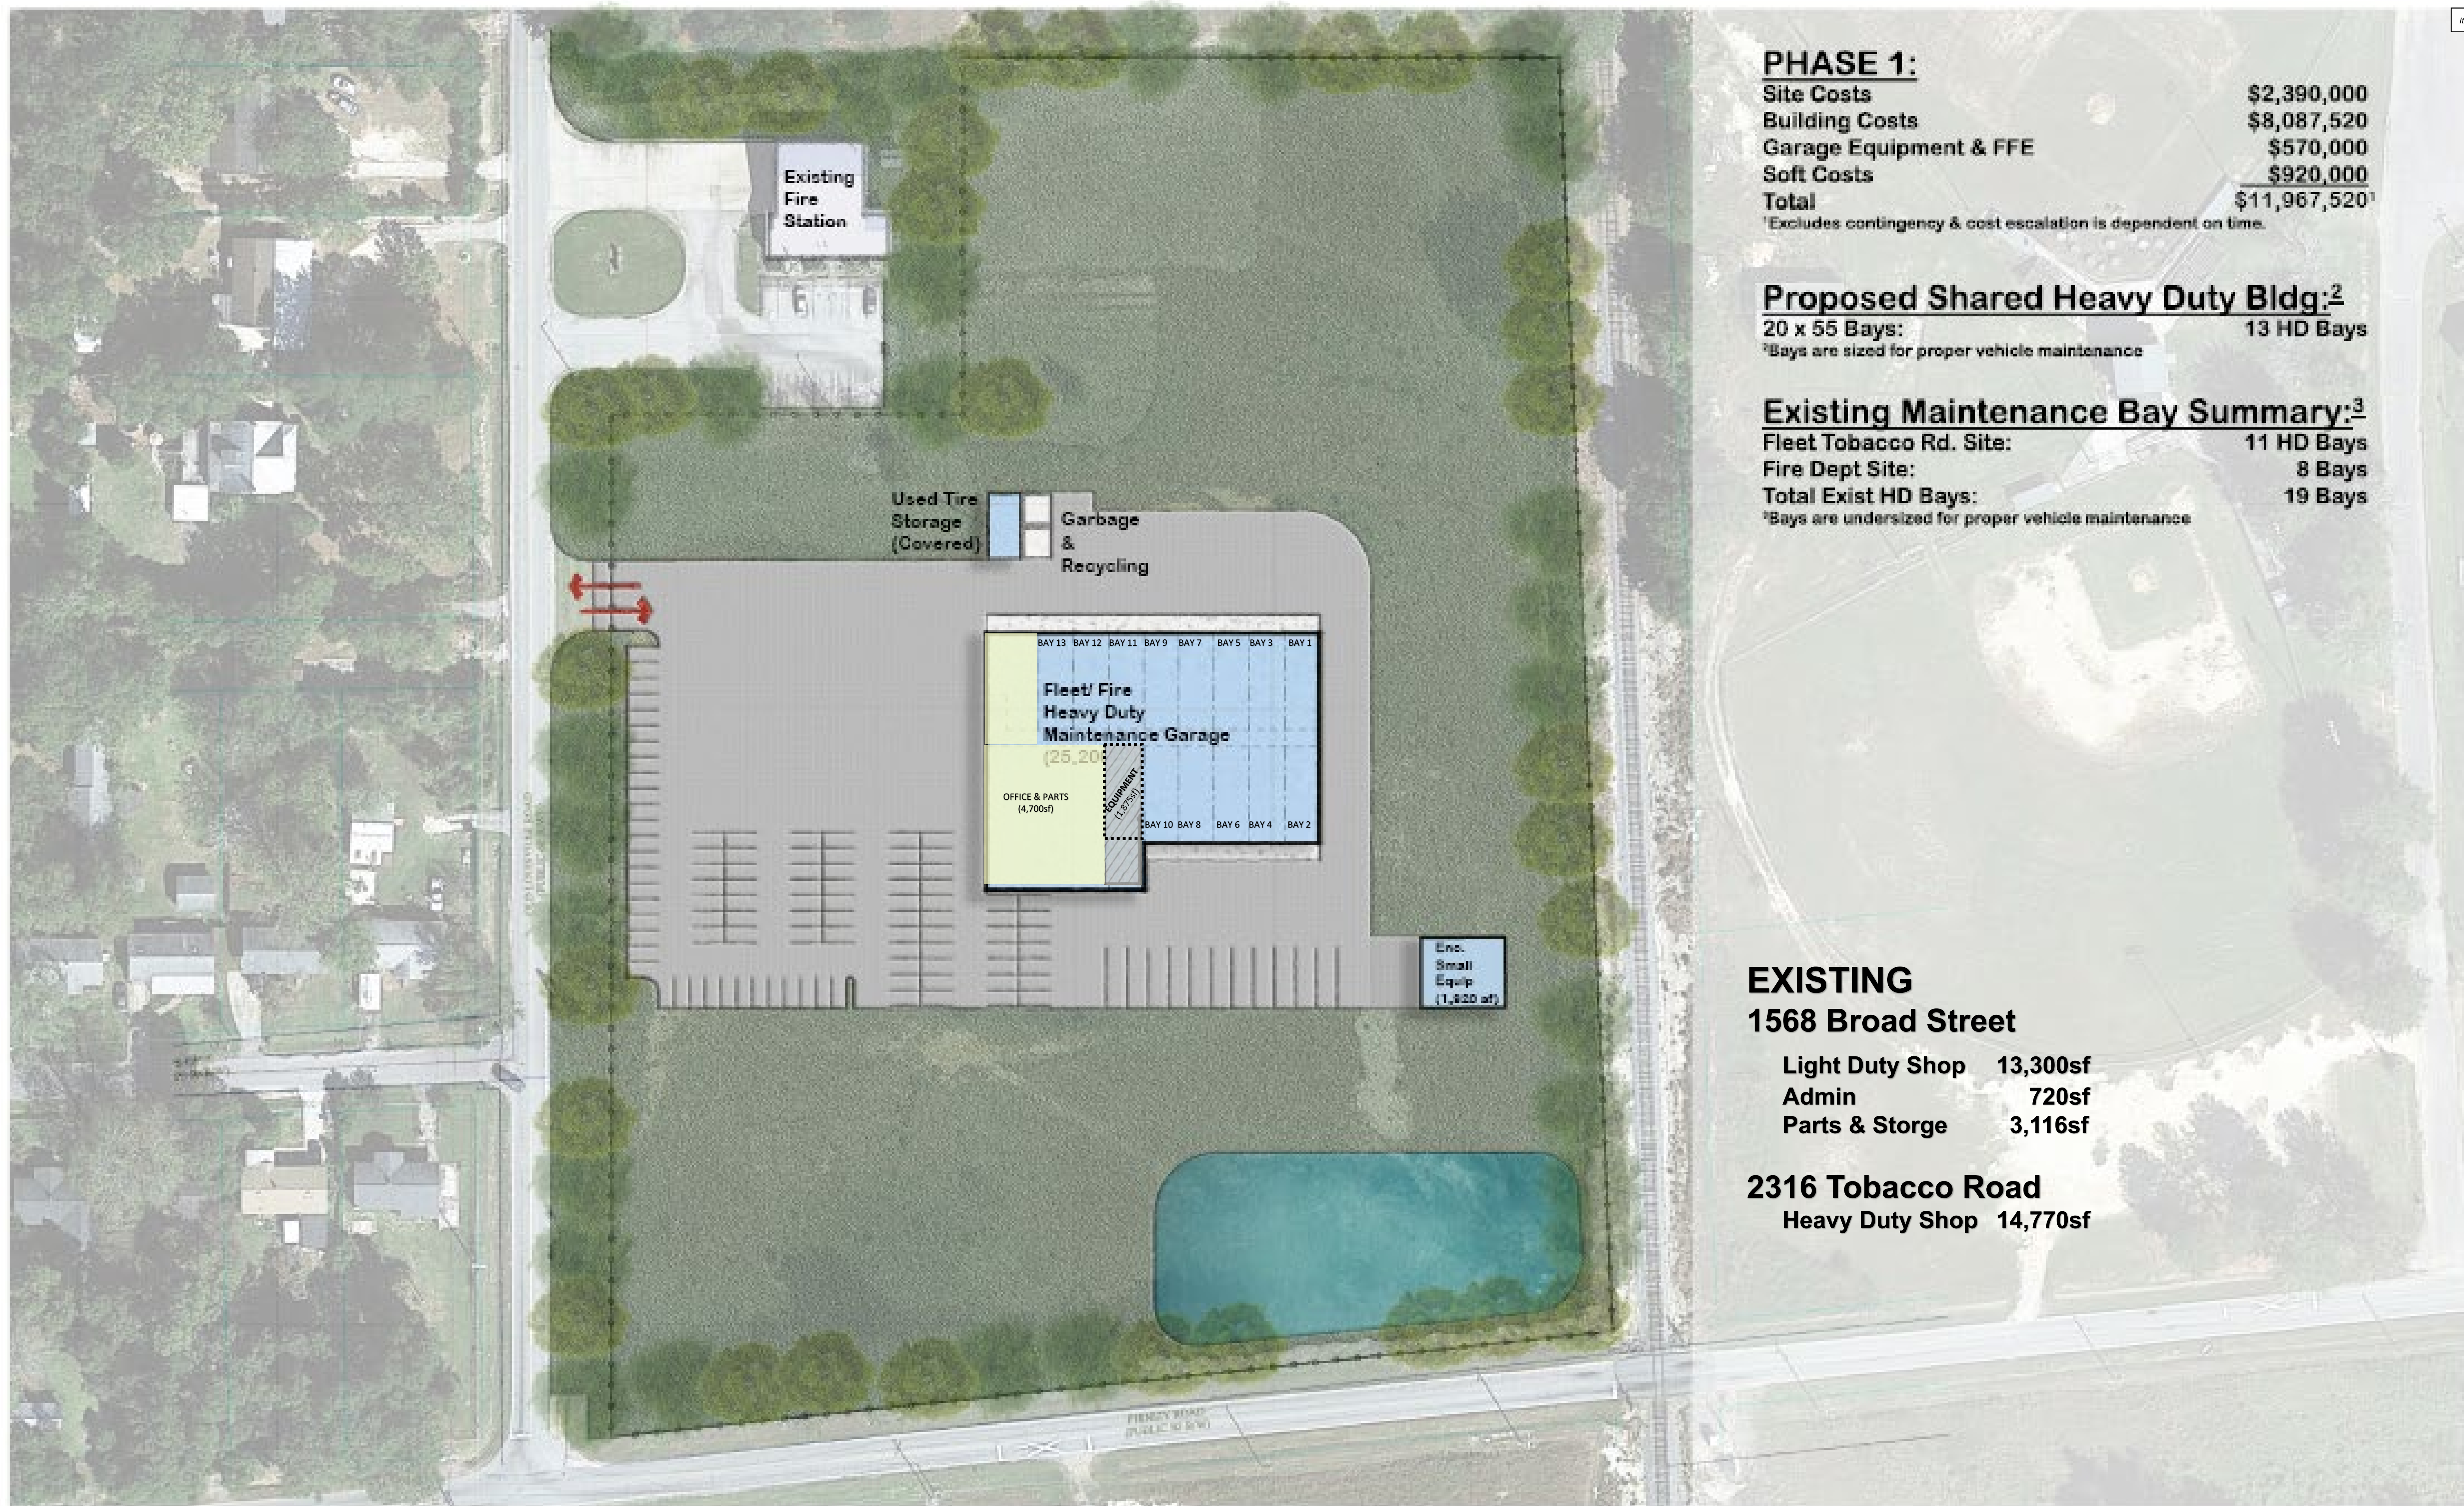 PHASE 1:
Site Costs $2,390,000
Building Costs $8,087,520
Garage Equipment & FFE $570,000
Soft Costs $920,000
Total $11,967,520¹
¹Excludes contingency & cost escalation is dependent on time.
Proposed Shared Heavy Duty Bldg:²
20 x 55 Bays: 13 HD Bays
²Bays are sized for proper vehicle maintenance
Existing Maintenance Bay Summary:³
Fleet Tobacco Rd. Site: 11 HD Bays
Fire Dept Site: 8 Bays
Total Exist HD Bays: 19 Bays
³Bays are undersized for proper vehicle maintenance
Existing
Fire
Station
Used Tire
Storage
(Covered)
Garbage
&
Recycling
BAY 13 BAY 12 BAY 11 BAY 9 BAY 7 BAY 5 BAY 3 BAY 1
Fleet/ Fire
Heavy Duty
Maintenance Garage
(25,20
OFFICE & PARTS
(4,700sf)
EQUIPMENT
(1,875sf)
BAY 10 BAY 8 BAY 6 BAY 4 BAY 2
Enc.
Small
Equip
(1,820 sf)
EXISTING
1568 Broad Street
Light Duty Shop 13,300sf
Admin 720sf
Parts & Storge 3,116sf
2316 Tobacco Road
Heavy Duty Shop 14,770sf